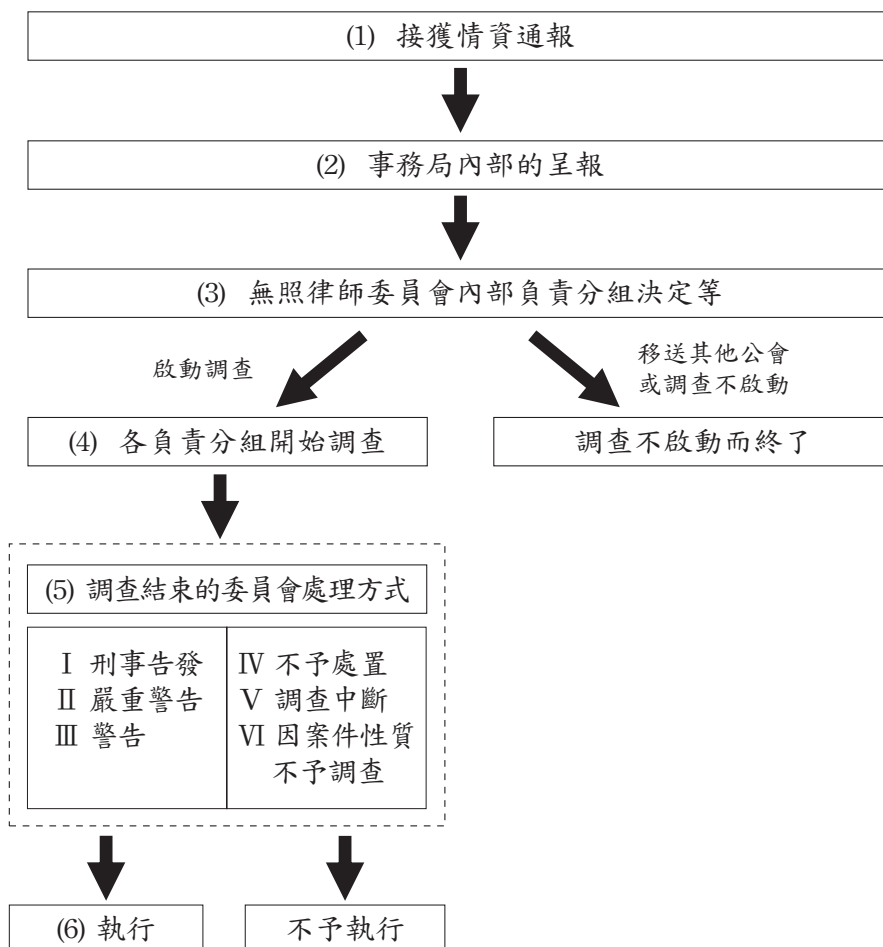 (1) 接獲情資通報
(2) 事務局內部的呈報
(3) 無照律師委員會內部負責分組決定等
啟動調查
移送其他公會
或調查不啟動
(4) 各負責分組開始調查
調查不啟動而終了
(5) 調查結束的委員會處理方式
Ⅰ 刑事告發
Ⅱ 嚴重警告
Ⅲ 警告
Ⅳ 不予處置
Ⅴ 調查中斷
Ⅵ 因案件性質
不予調查
(6) 執行
不予執行